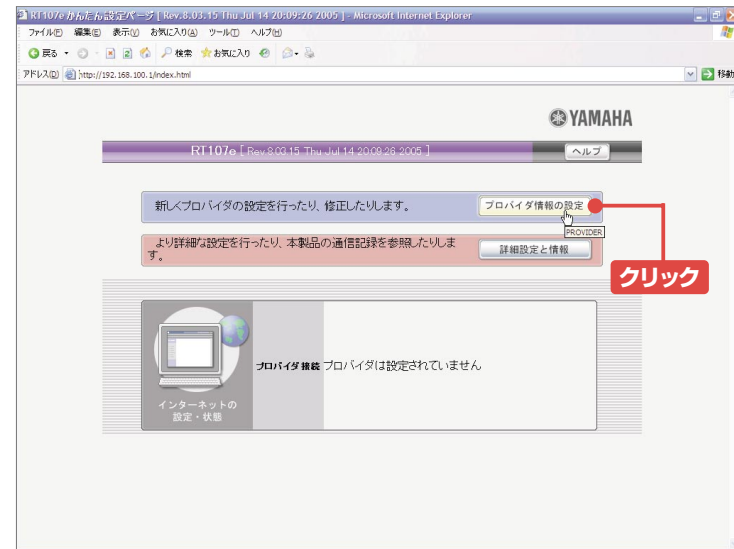 RT107e かんたん設定ページ [ Rev.8.03.15 Thu Jul 14 20:09:26 2005 ] - Microsoft Internet Explorer
ファイル(F) 編集(E) 表示(V) お気に入り(A) ツール(T) ヘルプ(H)
戻る 検索 お気に入り
アドレス(D) http://192.168.100.1/index.html 移動
YAMAHA
RT107e [ Rev.8.03.15 Thu Jul 14 20:09:26 2005 ] ヘルプ
新しくプロバイダの設定を行ったり、修正したりします。 プロバイダ情報の設定
PROVIDER
より詳細な設定を行ったり、本製品の通信記録を参照したりしま
す。 詳細設定と情報
クリック
プロバイダ接続 プロバイダは設定されていません
インターネットの
設定・状態